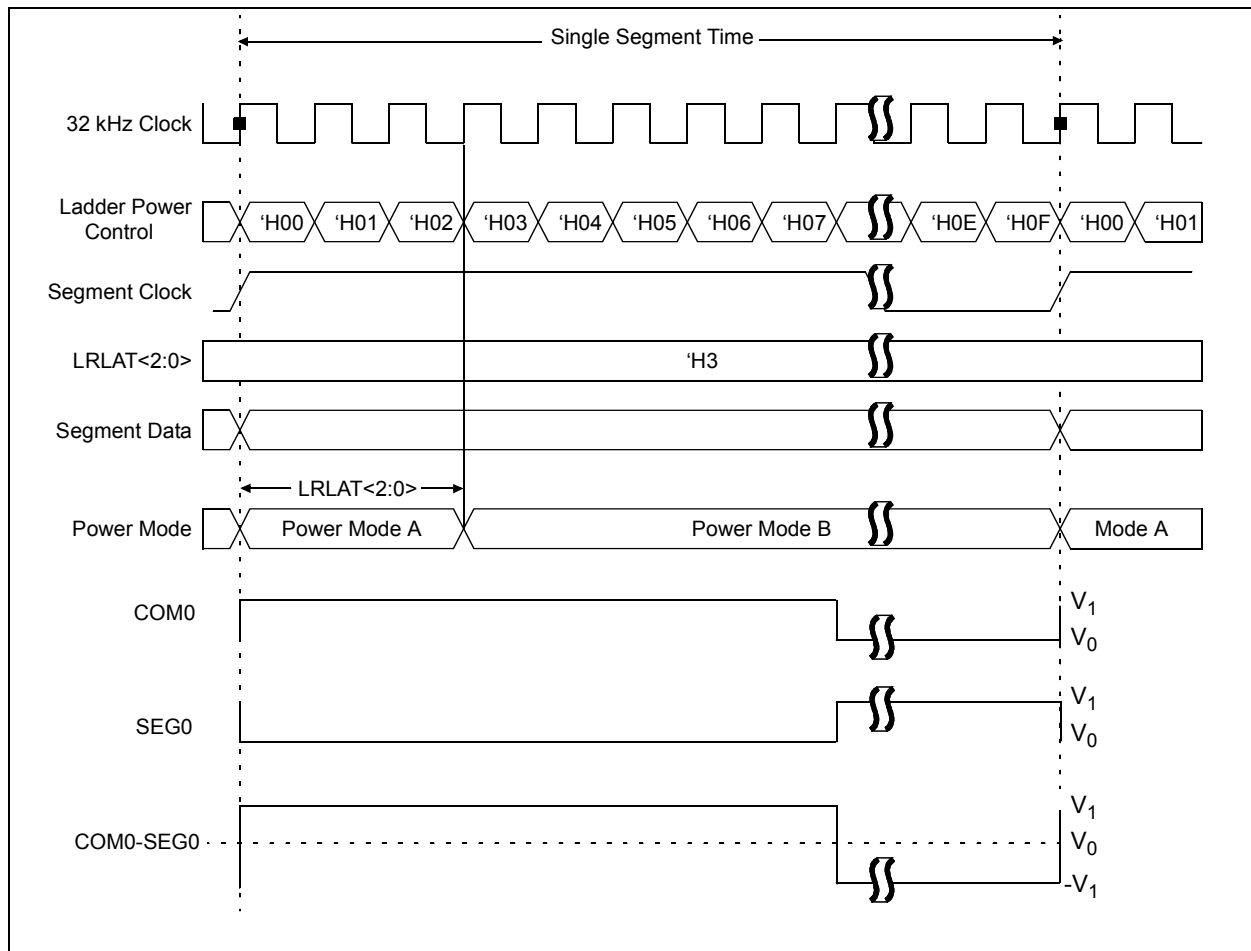 Single Segment Time
32 kHz Clock
Ladder Power
Control
‘H00 ‘H01 ‘H02 ‘H03 ‘H04 ‘H05 ‘H06 ‘H07 ‘H0E ‘H0F ‘H00 ‘H01
Segment Clock
LRLAT<2:0> ‘H3
Segment Data
LRLAT<2:0>
Power Mode Power Mode A Power Mode B Mode A
COM0
V1
V0
SEG0
V1
V0
COM0-SEG0
V1
V0
-V1